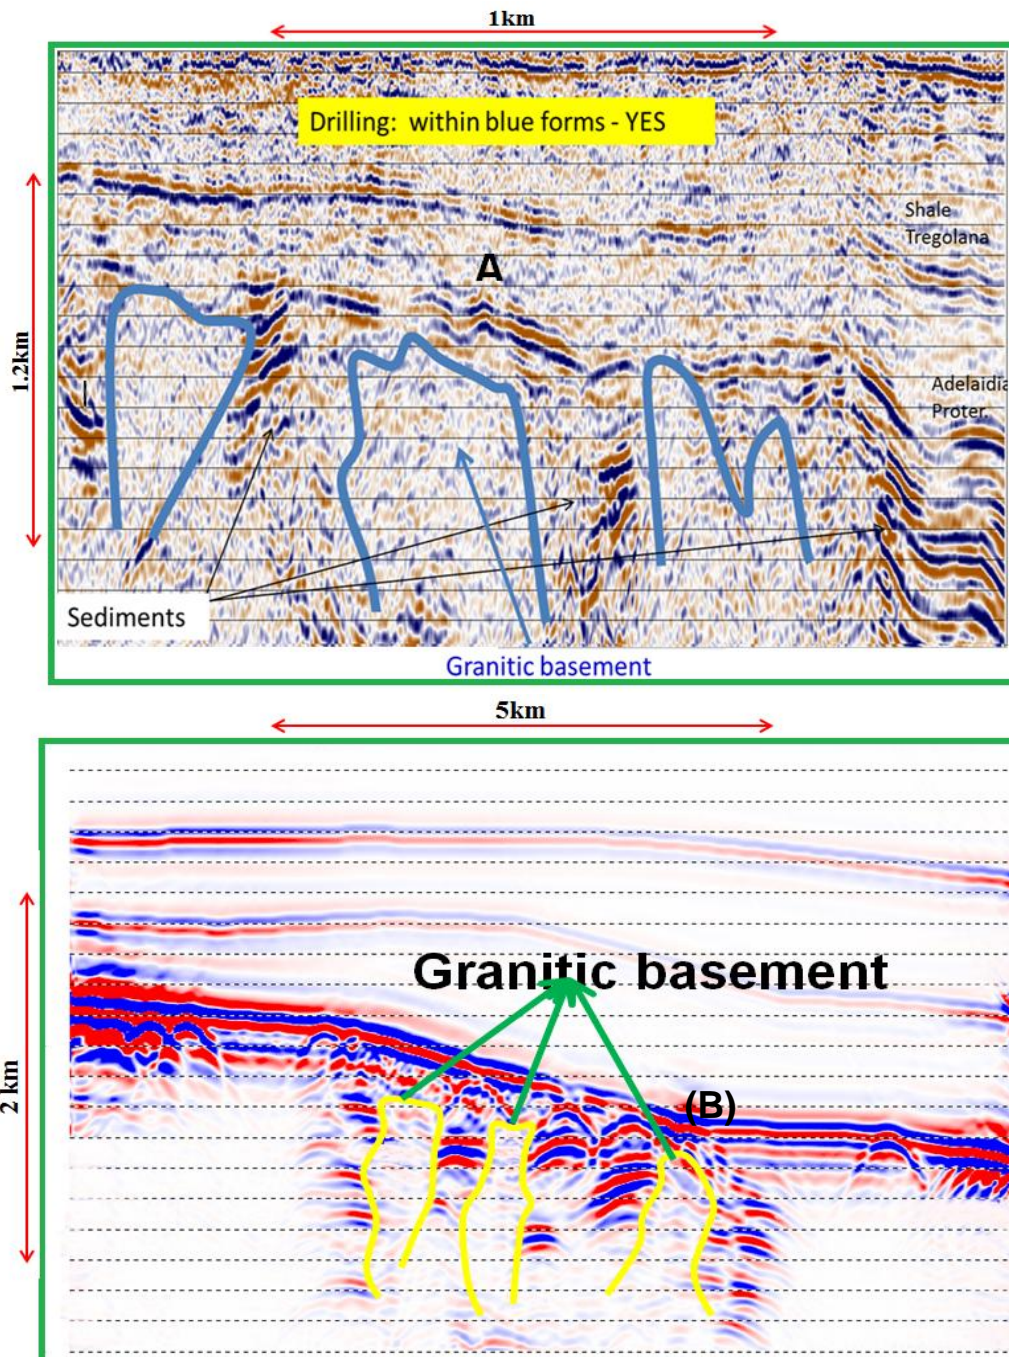 1km
Drilling: within blue forms - YES
Shale
Tregolana
A
1.2km
Adelaidia
Proter.
Sediments
Granitic basement
5km
Granitic basement
2 km
(B)